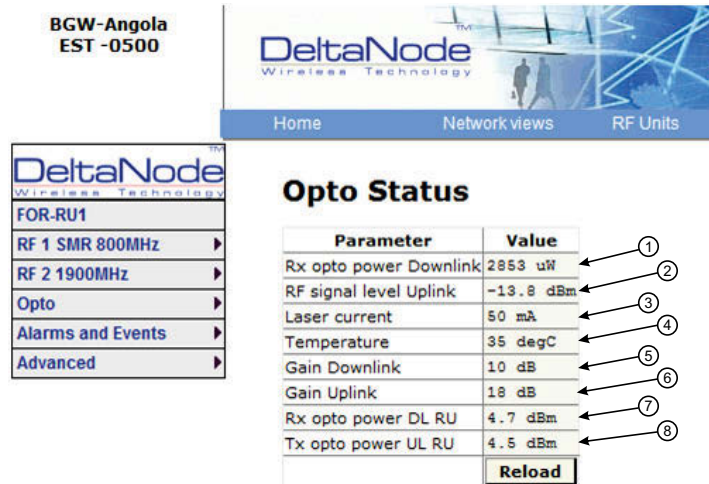 BGW-Angola
EST -0500
DeltaNode TM
Wireless Technology
Home Network views RF Units
DeltaNode TM
Wireless Technology
FOR-RU1
RF 1 SMR 800MHz
RF 2 1900MHz
Opto
Alarms and Events
Advanced
Opto Status
Parameter Value
Rx opto power Downlink 2853 uW 1
RF signal level Uplink -13.8 dBm 2
Laser current 50 mA 3
Temperature 35 degC 4
Gain Downlink 10 dB 5
Gain Uplink 18 dB 6
Rx opto power DL RU 4.7 dBm 7
Tx opto power UL RU 4.5 dBm 8
Reload